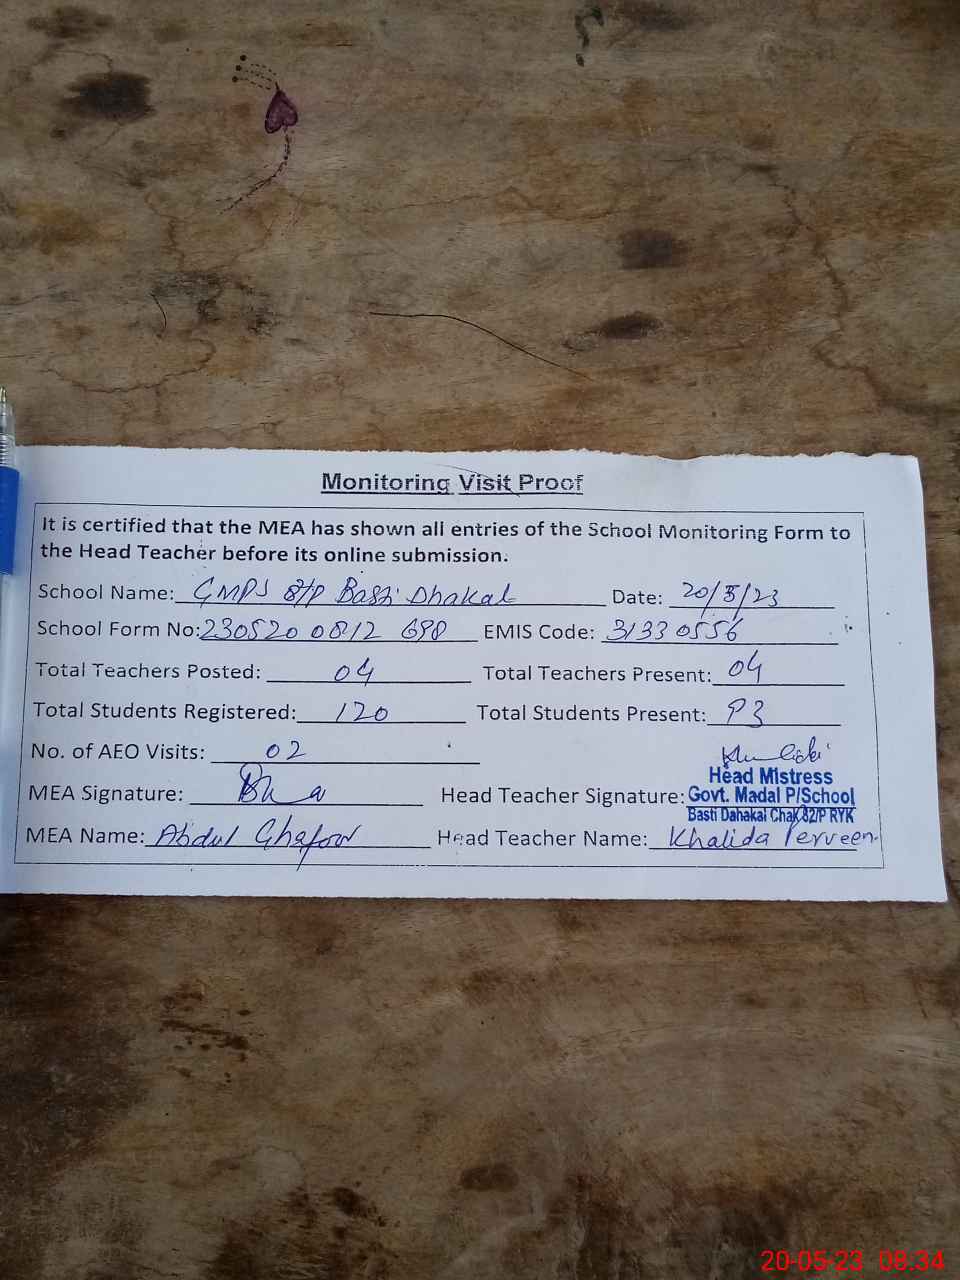 Monitoring Visit Proof
It is certified that the MEA has shown all entries of the School Monitoring Form to
the Head Teacher before its online submission.
School Name: GMPS 82/P Basti Dhakal Date: 20/5/23
School Form No: 230520 0812 698 EMIS Code: 31330556
Total Teachers Posted: 04 Total Teachers Present: 04
Total Students Registered: 120 Total Students Present: 93
No. of AEO Visits: 02
Head Mistress
MEA Signature: Head Teacher Signature: Govt. Madal P/School
Basti Dahakal Chak 82/P RYK
MEA Name: Abdul Ghafoor Head Teacher Name: Khalida Perveen.
20-05-23 08:34